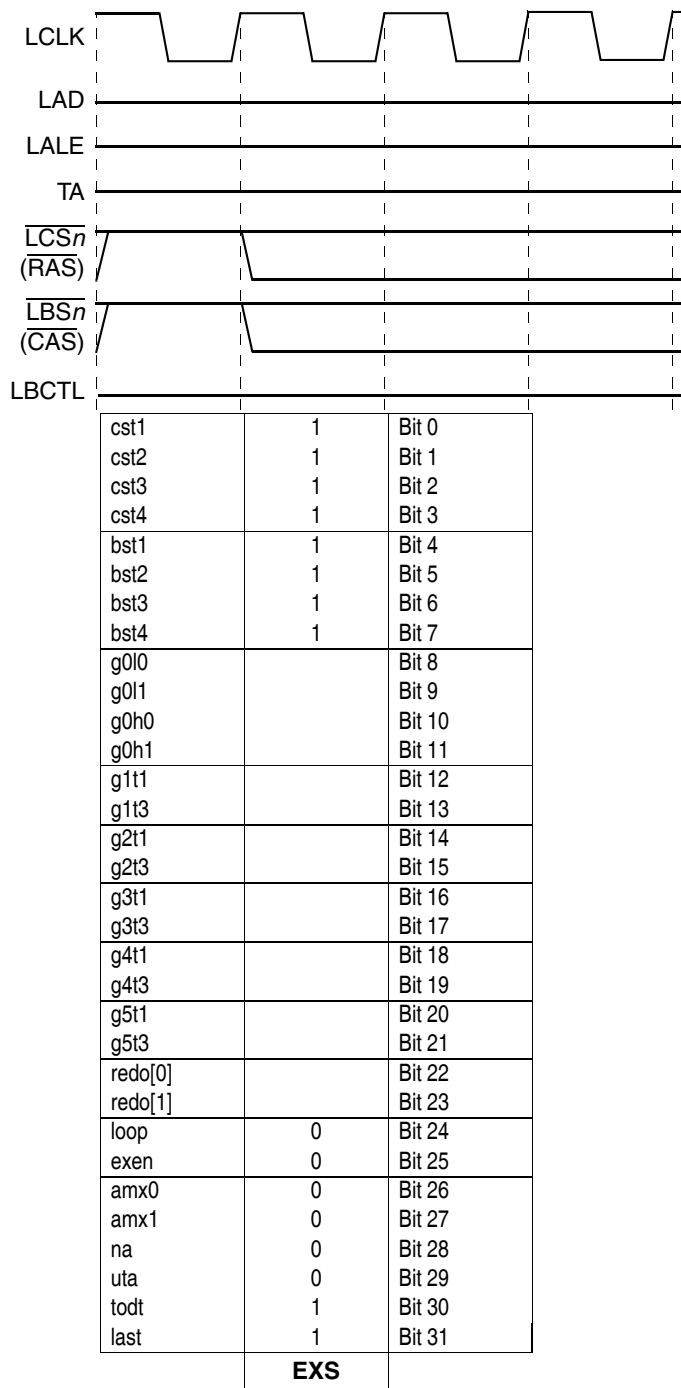 LCLK
LAD
LALE
TA
LCSn
(RAS)
LBSn
(CAS)
LBCTL
cst1 1 Bit 0
cst2 1 Bit 1
cst3 1 Bit 2
cst4 1 Bit 3
bst1 1 Bit 4
bst2 1 Bit 5
bst3 1 Bit 6
bst4 1 Bit 7
g0l0 Bit 8
g0l1 Bit 9
g0h0 Bit 10
g0h1 Bit 11
g1t1 Bit 12
g1t3 Bit 13
g2t1 Bit 14
g2t3 Bit 15
g3t1 Bit 16
g3t3 Bit 17
g4t1 Bit 18
g4t3 Bit 19
g5t1 Bit 20
g5t3 Bit 21
redo[0] Bit 22
redo[1] Bit 23
loop 0 Bit 24
exen 0 Bit 25
amx0 0 Bit 26
amx1 0 Bit 27
na 0 Bit 28
uta 0 Bit 29
todt 1 Bit 30
last 1 Bit 31
EXS